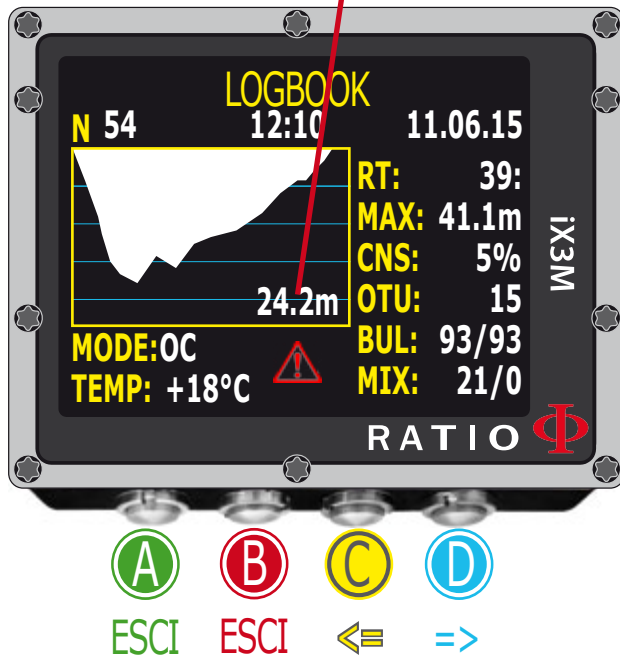 LOGBOOK
N 54 12:10 11.06.15
RT: 39:
MAX: 41.1m
CNS: 5%
24.2m OTU: 15
MODE:OC BUL: 93/93
TEMP: +18°C MIX: 21/0
iX3M
RATIO
A B C D
ESCI ESCI <= =>